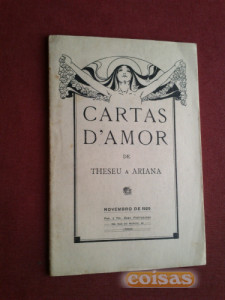 CARTAS
D'AMOR
DE
THESEU A ARIANA
NOVEMBRO DE
coisas